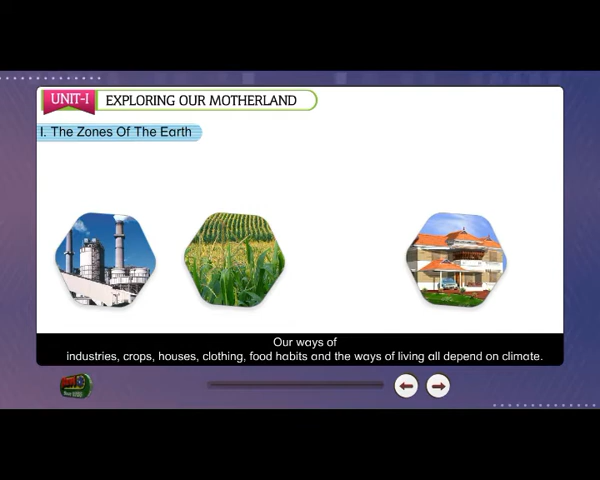 UNIT-I
EXPLORING OUR MOTHERLAND
I. The Zones Of The Earth
Our ways of
industries, crops, houses, clothing, food habits and the ways of living all depend on climate.